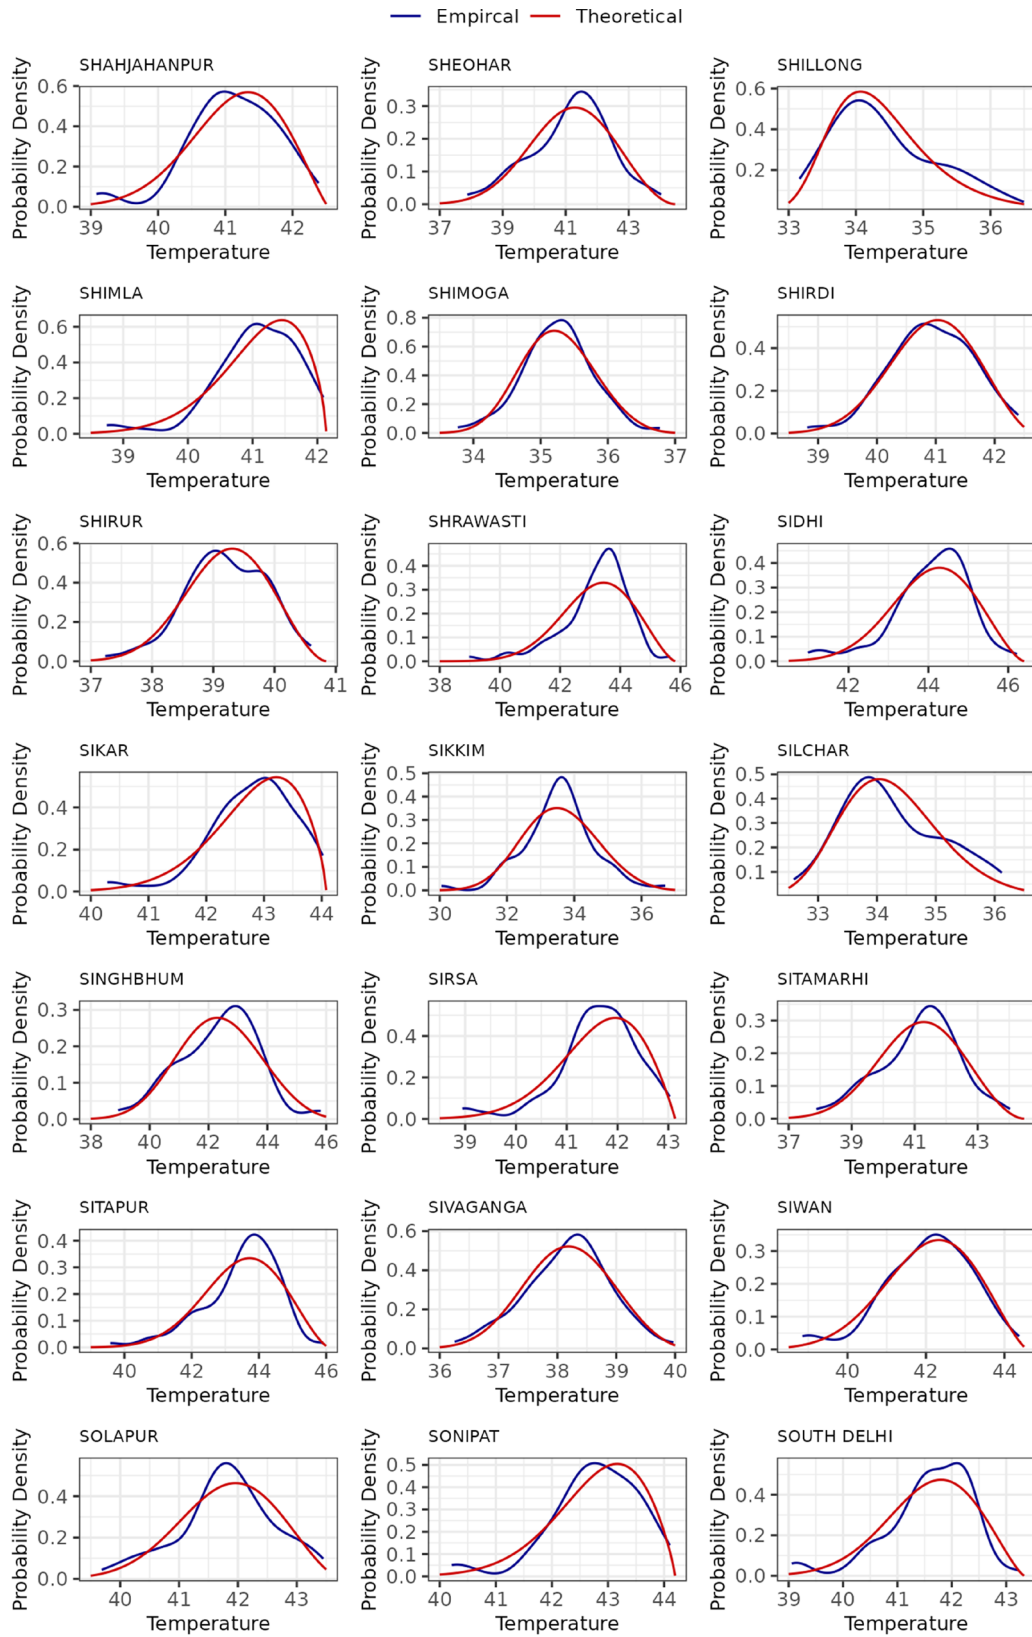 Empircal Theoretical
SHAHJAHANPUR SHEOHAR SHILLONG
Probability Density Probability Density Probability Density
0.6 0.4 0.2 0.0 0.3 0.2 0.1 0.0 0.6 0.4 0.2
39 40 41 42 37 39 41 43 33 34 35 36
Temperature Temperature Temperature
SHIMLA SHIMOGA SHIRDI
Probability Density Probability Density Probability Density
0.6 0.4 0.2 0.0 0.8 0.6 0.4 0.2 0.0 0.4 0.2 0.0
39 40 41 42 34 35 36 37 39 40 41 42
Temperature Temperature Temperature
SHIRUR SHRAWASTI SIDHI
Probability Density Probability Density Probability Density
0.6 0.4 0.2 0.0 0.4 0.3 0.2 0.1 0.0 0.4 0.3 0.2 0.1 0.0
37 38 39 40 41 38 40 42 44 46 42 44 46
Temperature Temperature Temperature
SIKAR SIKKIM SILCHAR
Probability Density Probability Density Probability Density
0.4 0.2 0.0 0.5 0.4 0.3 0.2 0.1 0.0 0.5 0.4 0.3 0.2 0.1
40 41 42 43 44 30 32 34 36 33 34 35 36
Temperature Temperature Temperature
SINGHBHUM SIRSA SITAMARHI
Probability Density Probability Density Probability Density
0.3 0.2 0.1 0.0 0.4 0.2 0.0 0.3 0.2 0.1 0.0
38 40 42 44 46 39 40 41 42 43 37 39 41 43
Temperature Temperature Temperature
SITAPUR SIVAGANGA SIWAN
Probability Density Probability Density Probability Density
0.4 0.3 0.2 0.1 0.0 0.6 0.4 0.2 0.0 0.3 0.2 0.1 0.0
40 42 44 46 36 37 38 39 40 40 42 44
Temperature Temperature Temperature
SOLAPUR SONIPAT SOUTH DELHI
Probability Density Probability Density Probability Density
0.4 0.2 0.0 0.5 0.4 0.3 0.2 0.1 0.0 0.4 0.2 0.0
40 41 42 43 40 41 42 43 44 39 40 41 42 43
Temperature Temperature Temperature